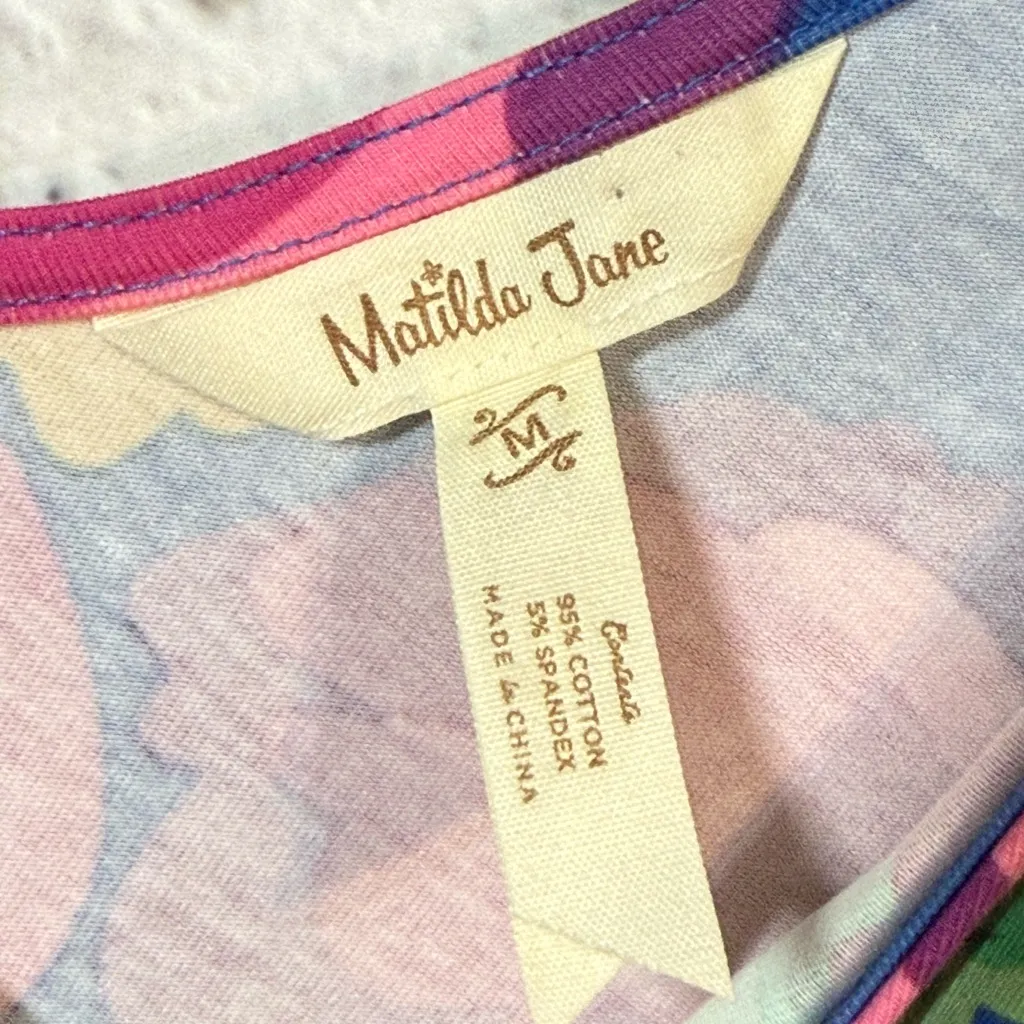 Matilda Jane
M
Contents
95% COTTON
5% SPANDEX
MADE in CHINA